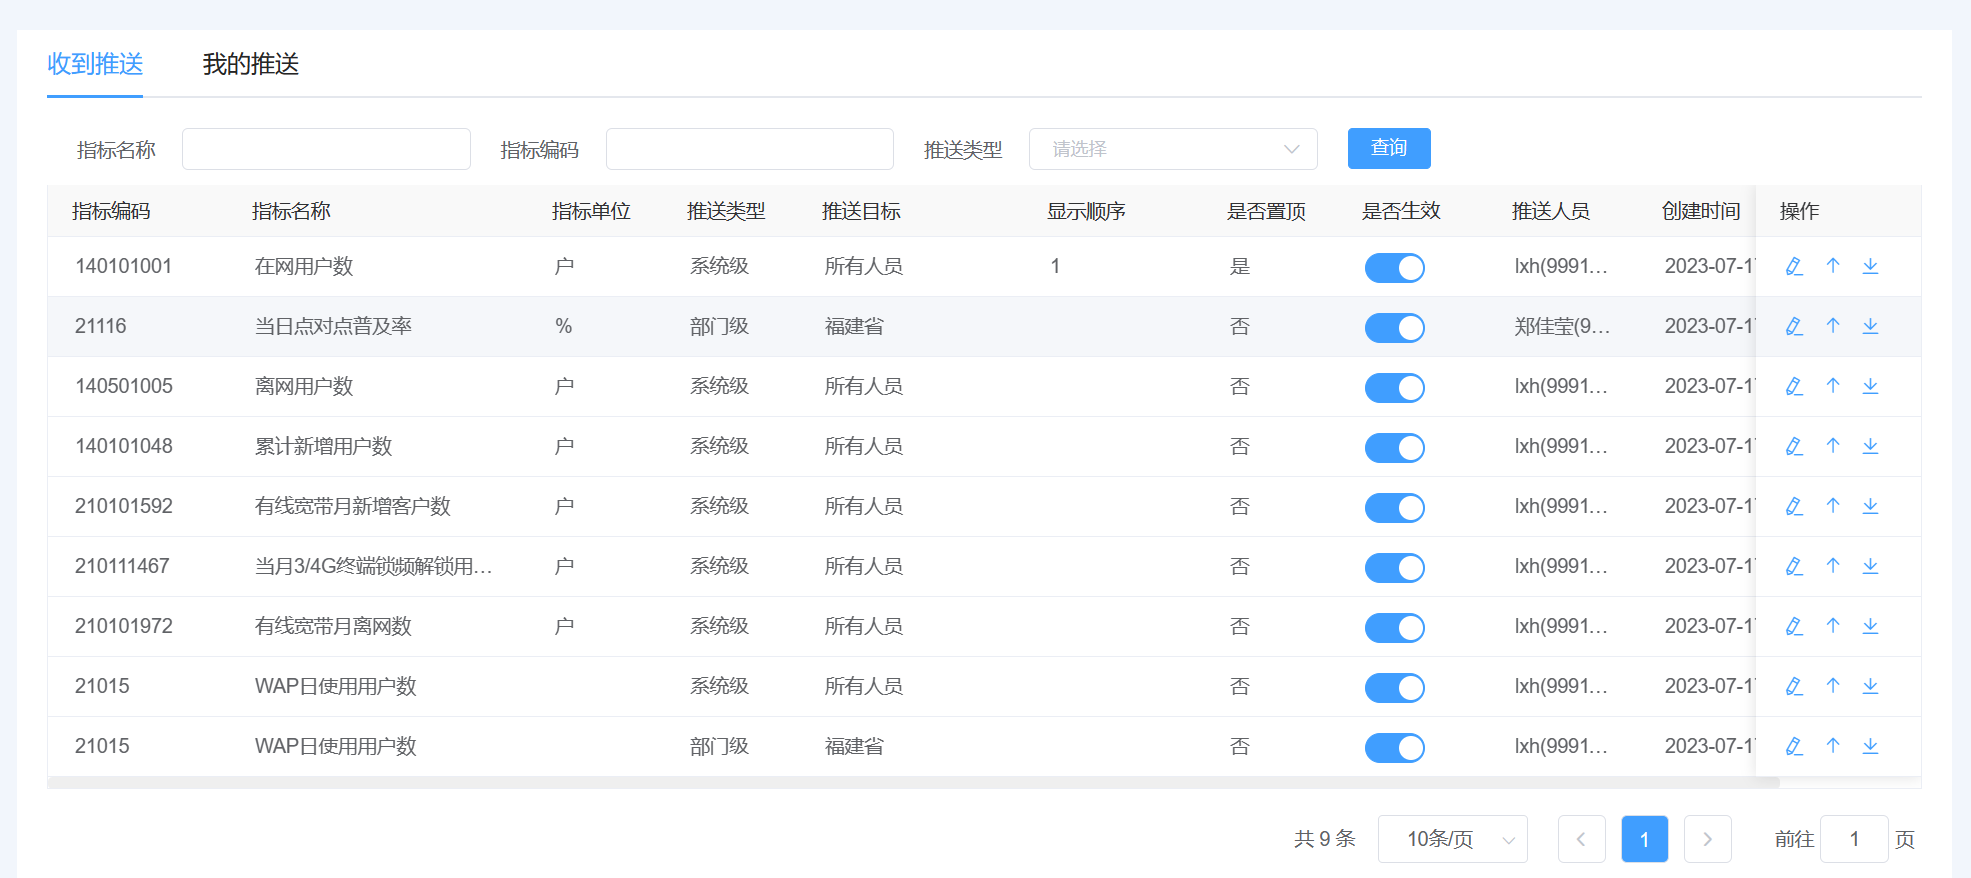 收到推送 我的推送
指标名称 指标编码 推送类型 请选择 查询
指标编码 指标名称 指标单位 推送类型 推送目标 显示顺序 是否置顶 是否生效 推送人员 创建时间 操作
140101001 在网用户数 户 系统级 所有人员 1 是 lxh(9991... 2023-07-1
21116 当日点对点普及率 % 部门级 福建省 否 郑佳莹(9... 2023-07-1
140501005 离网用户数 户 系统级 所有人员 否 lxh(9991... 2023-07-1
140101048 累计新增用户数 户 系统级 所有人员 否 lxh(9991... 2023-07-1
210101592 有线宽带月新增客户数 户 系统级 所有人员 否 lxh(9991... 2023-07-1
210111467 当月3/4G终端锁频解锁用... 户 系统级 所有人员 否 lxh(9991... 2023-07-1
210101972 有线宽带月离网数 户 系统级 所有人员 否 lxh(9991... 2023-07-1
21015 WAP日使用用户数 系统级 所有人员 否 lxh(9991... 2023-07-1
21015 WAP日使用用户数 部门级 福建省 否 lxh(9991... 2023-07-1
共 9 条 10条/页 1 前往 1 页